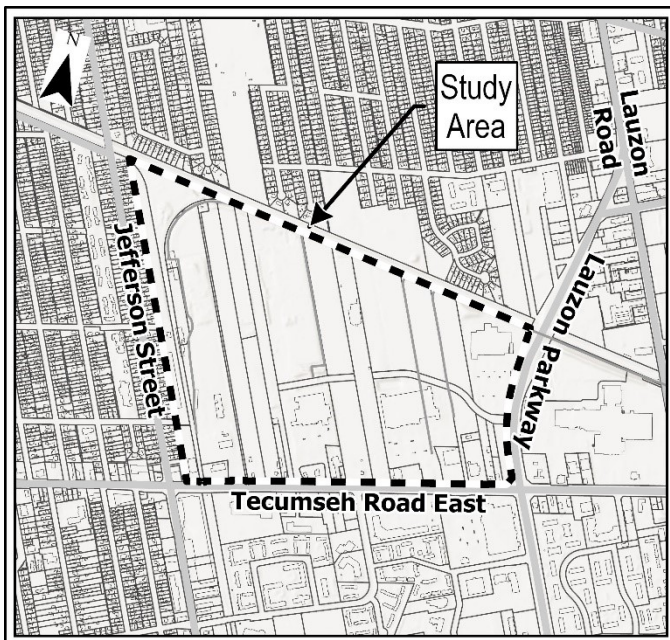 N
Study
Area
Lauzon
Road
Jefferson Street
Lauzon Parkway
Tecumseh Road East